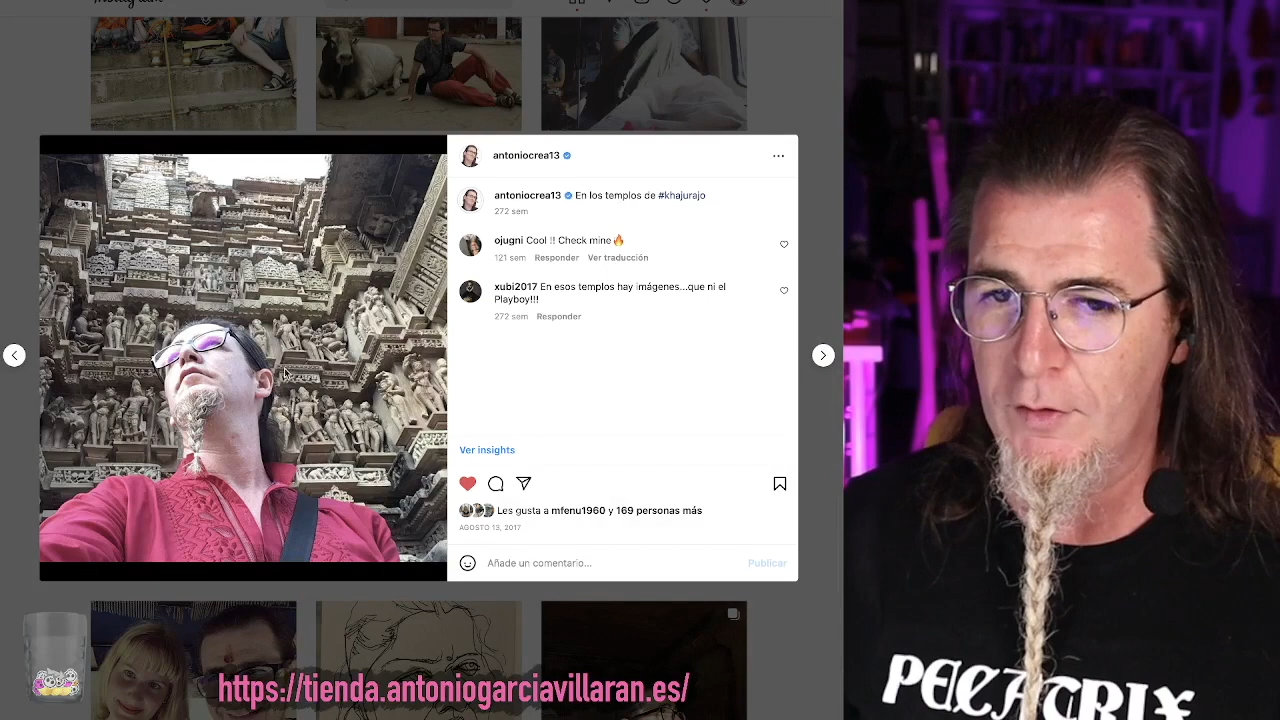 antoniocrea13
antoniocrea13 En los templos de #khajurajo
272 sem
ojugni Cool !! Check mine🔥
121 sem Responder Ver traducción
xubi2017 En esos templos hay imágenes...que ni el
Playboy!!!
272 sem Responder
Ver insights
Les gusta a mfenu1960 y 169 personas más
AGOSTO 13, 2017
Añade un comentario...
Publicar
https://tienda.antoniogarciavillaran.es/